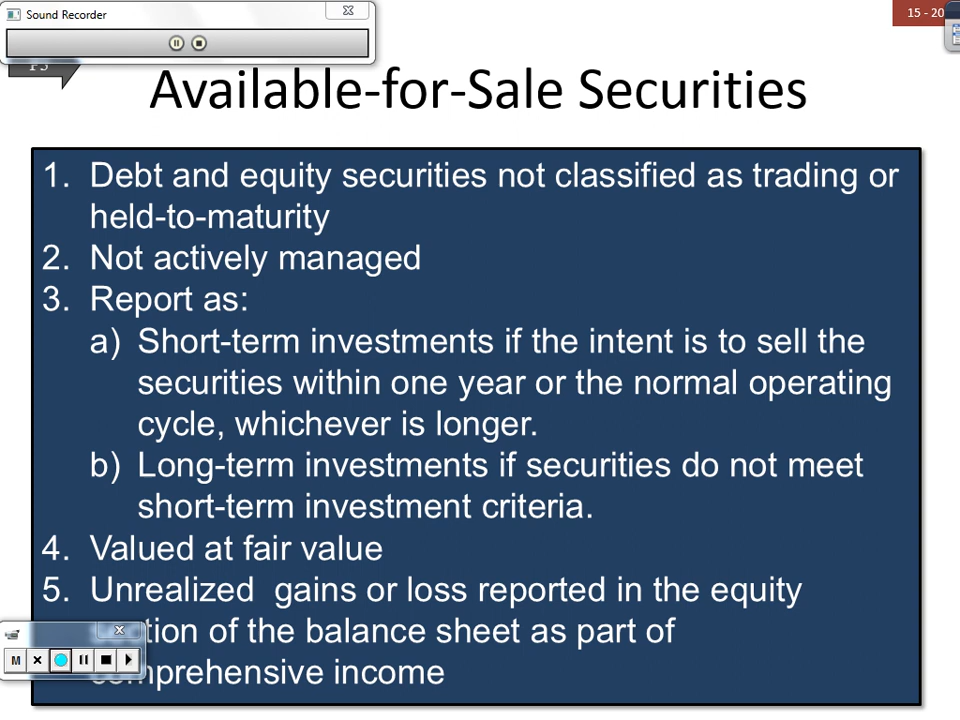 Sound Recorder
15 - 20
P3
Available-for-Sale Securities
1. Debt and equity securities not classified as trading or
held-to-maturity
2. Not actively managed
3. Report as:
a) Short-term investments if the intent is to sell the
securities within one year or the normal operating
cycle, whichever is longer.
b) Long-term investments if securities do not meet
short-term investment criteria.
4. Valued at fair value
5. Unrealized  gains or loss reported in the equity
tion of the balance sheet as part of
mprehensive income
M